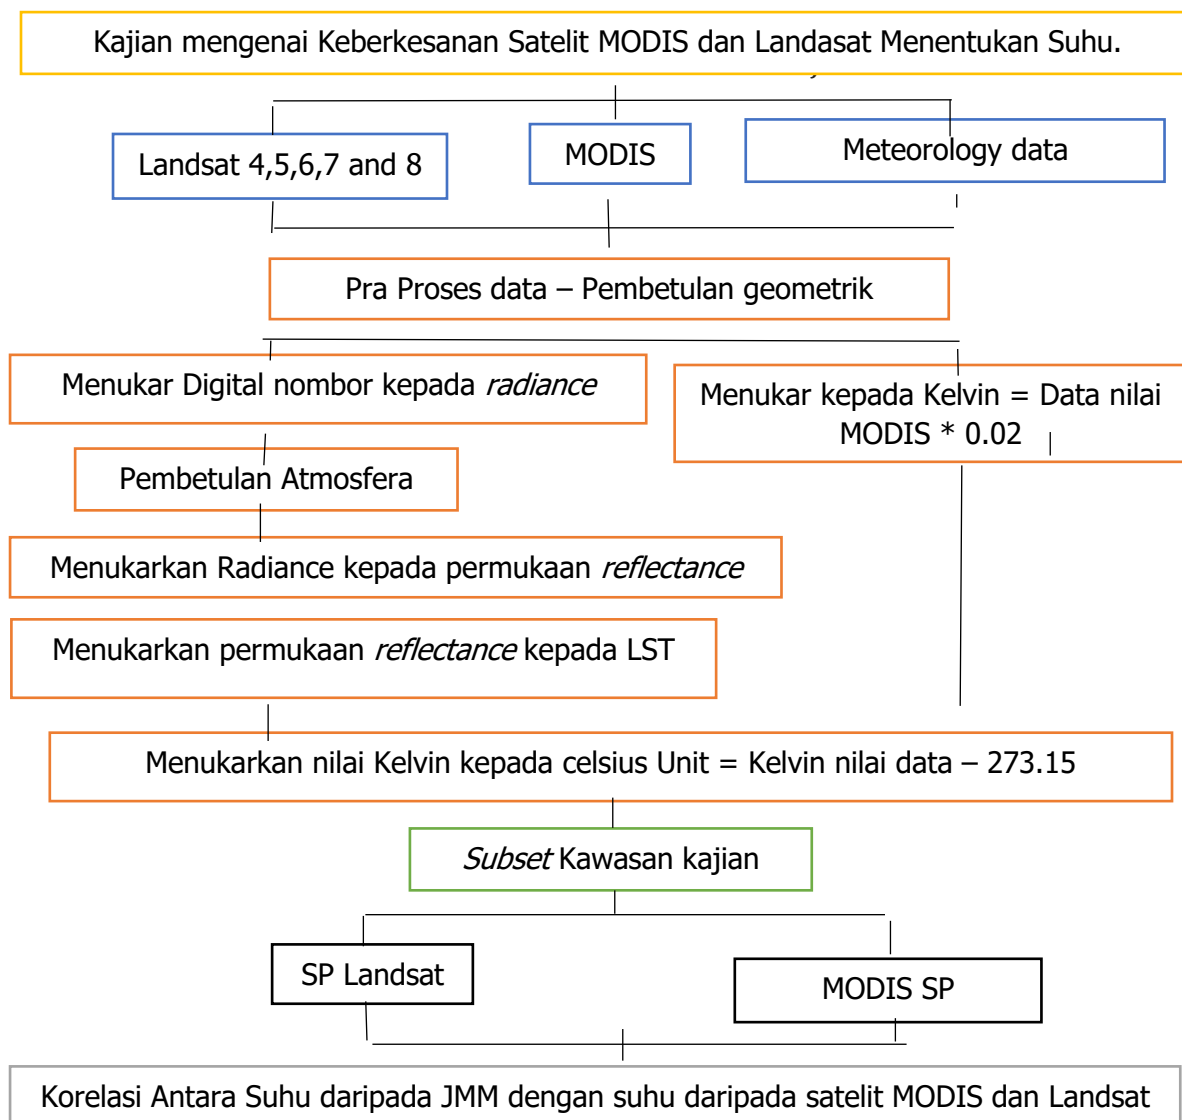 Kajian mengenai Keberkesanan Satelit MODIS dan Landasat Menentukan Suhu.
Landsat 4,5,6,7 and 8
MODIS
Meteorology data
Pra Proses data – Pembetulan geometrik
Menukar Digital nombor kepada radiance
Menukar kepada Kelvin = Data nilai
MODIS * 0.02
Pembetulan Atmosfera
Menukarkan Radiance kepada permukaan reflectance
Menukarkan permukaan reflectance kepada LST
Menukarkan nilai Kelvin kepada celsius Unit = Kelvin nilai data – 273.15
Subset Kawasan kajian
SP Landsat
MODIS SP
Korelasi Antara Suhu daripada JMM dengan suhu daripada satelit MODIS dan Landsat